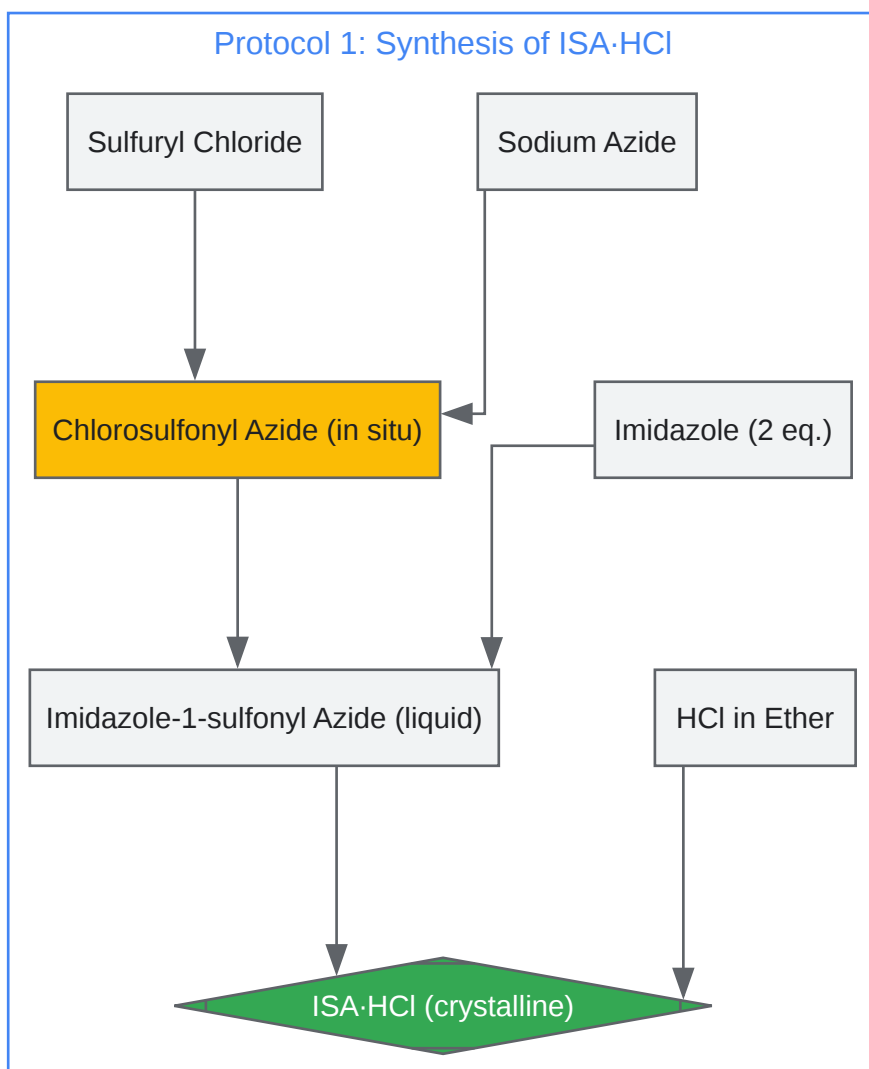 Protocol 1: Synthesis of ISA·HCl
Sulfuryl Chloride
Sodium Azide
Chlorosulfonyl Azide (in situ)
Imidazole (2 eq.)
Imidazole-1-sulfonyl Azide (liquid)
HCl in Ether
ISA·HCl (crystalline)